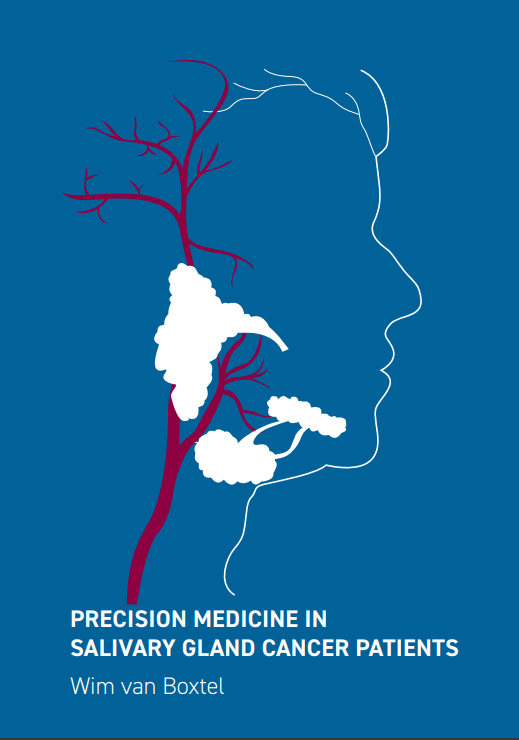 PRECISION MEDICINE IN
SALIVARY GLAND CANCER PATIENTS
Wim van Boxtel